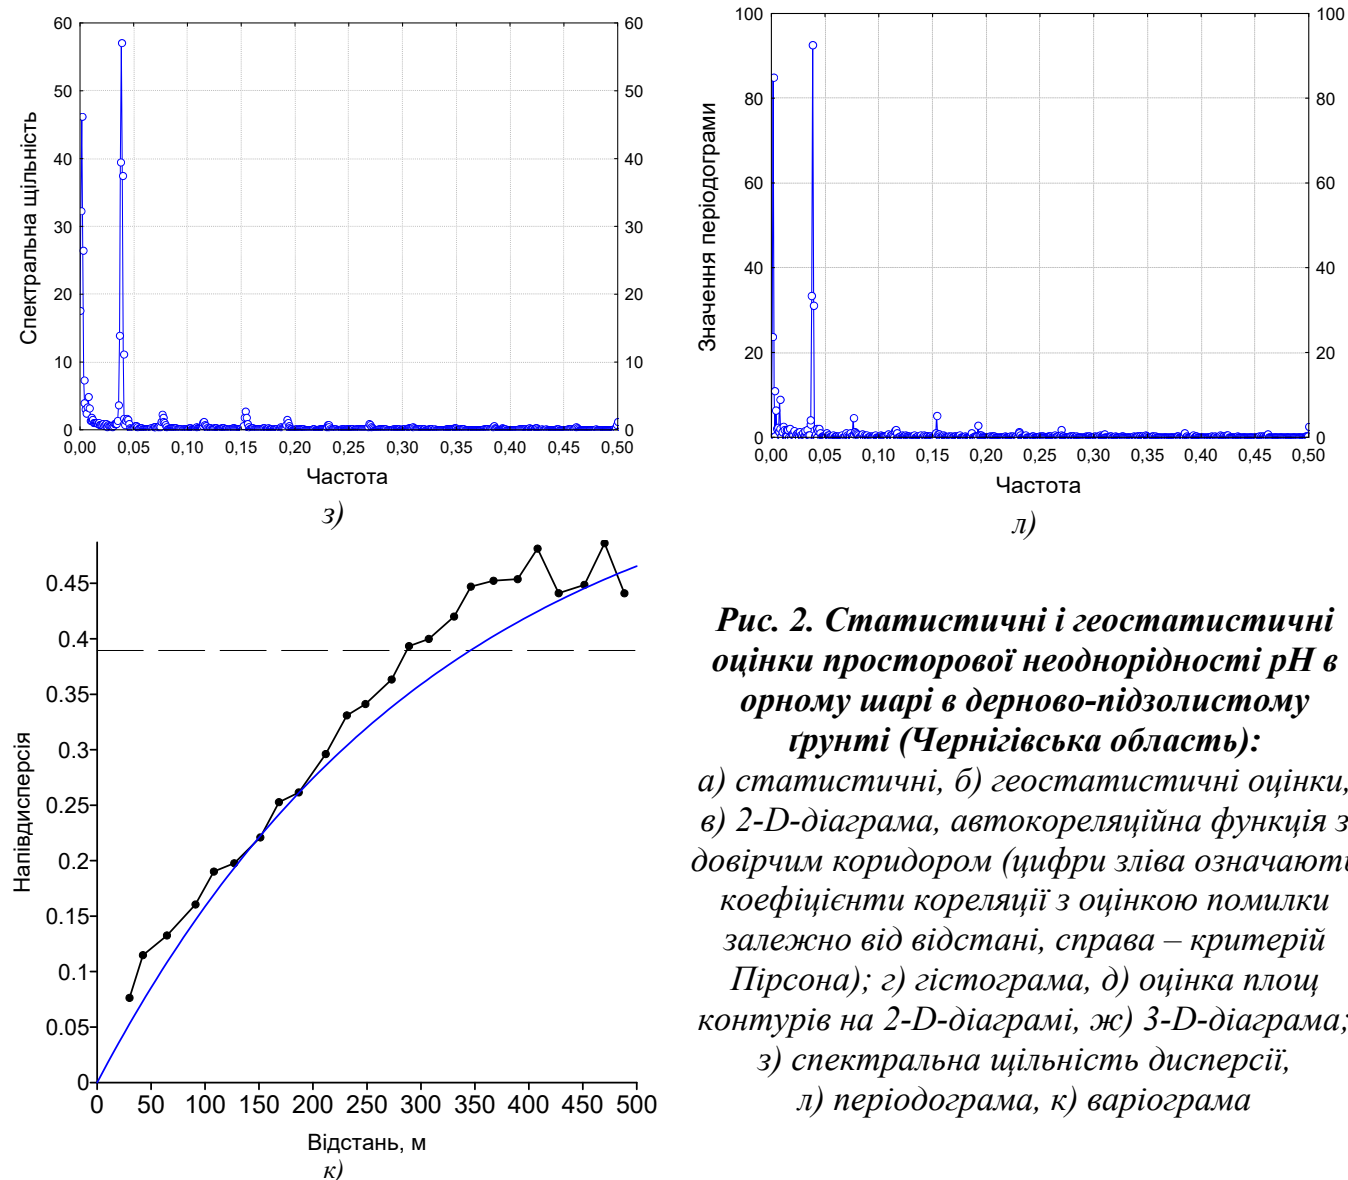 60
50
40
30
20
10
0
60
50
40
30
20
10
0
Спектральна щільність
0,00 0,05 0,10 0,15 0,20 0,25 0,30 0,35 0,40 0,45 0,50
Частота
з)
100
80
60
40
20
0
100
80
60
40
20
0
Значення періодограми
0,00 0,05 0,10 0,15 0,20 0,25 0,30 0,35 0,40 0,45 0,50
Частота
л)
0.45
0.4
0.35
0.3
0.25
0.2
0.15
0.1
0.05
0
Напівдисперсія
0 50 100 150 200 250 300 350 400 450 500
Відстань, м
к)
Рис. 2. Статистичні і геостатистичні
оцінки просторової неоднорідності рН в
орному шарі в дерново-підзолистому
ґрунті (Чернігівська область):
а) статистичні, б) геостатистичні оцінки,
в) 2-D-діаграма, автокореляційна функція з
довірчим коридором (цифри зліва означають
коефіцієнти кореляції з оцінкою помилки
залежно від відстані, справа – критерій
Пірсона); г) гістограма, д) оцінка площ
контурів на 2-D-діаграмі, ж) 3-D-діаграма;
з) спектральна щільність дисперсії,
л) періодограма, к) варіограма